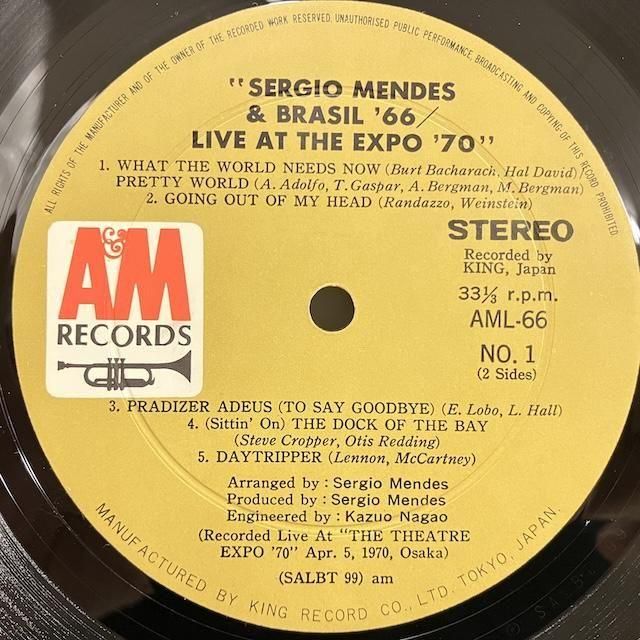 ALL RIGHTS OF THE MANUFACTURER AND OF THE OWNER OF THE RECORDED WORK RESERVED. UNAUTHORISED PUBLIC PERFORMANCE, BROADCASTING AND COPYING OF THIS RECORD PROHIBITED
"SERGIO MENDES
& BRASIL '66/
LIVE AT THE EXPO '70"
1. WHAT THE WORLD NEEDS NOW (Burt Bacharach, Hal David)
PRETTY WORLD (A. Adolfo, T. Gaspar, A. Bergman, M. Bergman)
2. GOING OUT OF MY HEAD (Randazzo, Weinstein)
A&M
RECORDS
STEREO
Recorded by
KING, Japan
33⅓ r.p.m.
AML-66
NO. 1
(2 Sides)
3. PRADIZER ADEUS (TO SAY GOODBYE) (E. Lobo, L. Hall)
4. (Sittin' On) THE DOCK OF THE BAY
(Steve Cropper, Otis Redding)
5. DAYTRIPPER (Lennon, McCartney)
Arranged by : Sergio Mendes
Produced by : Sergio Mendes
Engineered by : Kazuo Nagao
(Recorded Live At "THE THEATRE
EXPO '70" Apr. 5, 1970, Osaka)
(SALBT 99) am
MANUFACTURED BY KING RECORD CO., LTD. TOKYO, JAPAN.